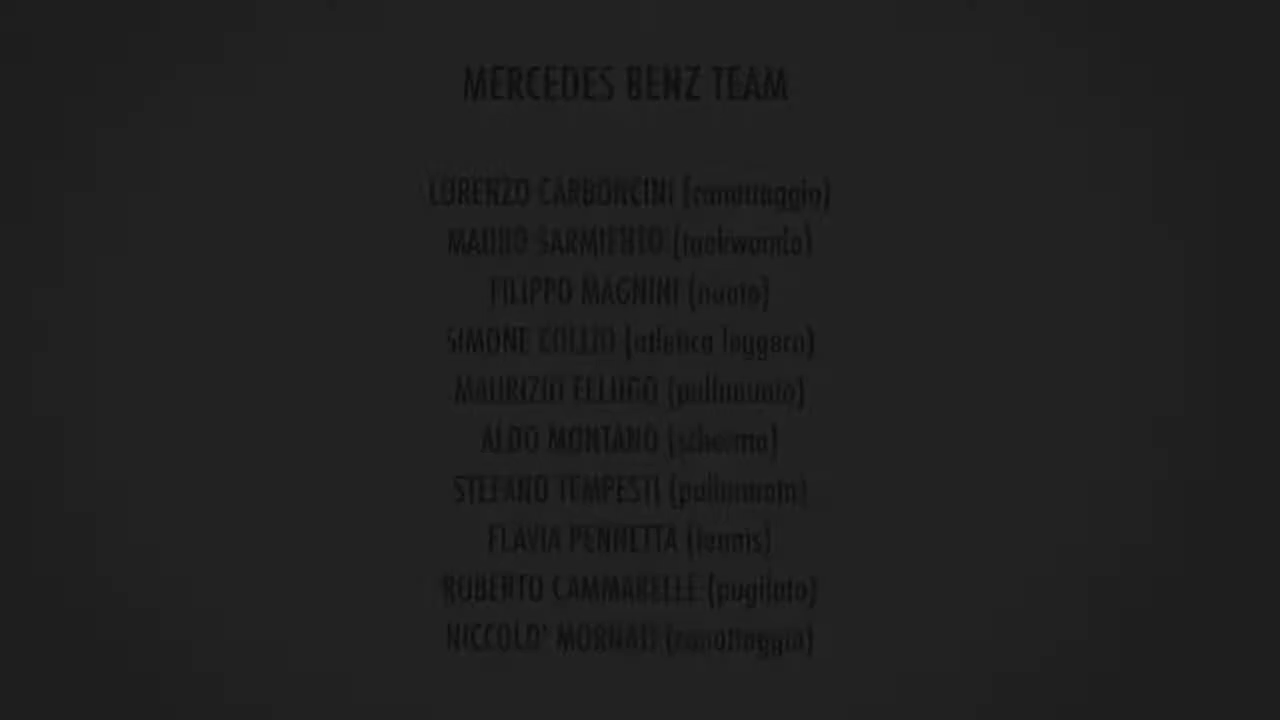 MERCEDES BENZ TEAM
LORENZO CARBONCINI (canottaggio)
MAURO SARMIENTO (taekwondo)
FILIPPO MAGNINI (nuoto)
SIMONE COLLIO (atletica leggera)
MAURIZIO FELUGO (pallanuoto)
ALDO MONTANO (scherma)
STEFANO TEMPESTI (pallanuoto)
FLAVIA PENNETTA (tennis)
ROBERTO CAMMARELLE (pugilato)
NICCOLO' MORNATI (canottaggio)